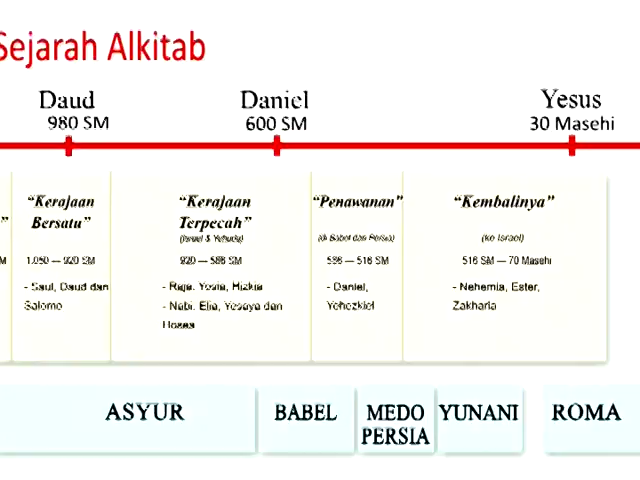 Sejarah Alkitab
Daud
980 SM
Daniel
600 SM
Yesus
30 Masehi
"Kerajaan
Bersatu"
1.050 — 920 SM
- Saul, Daud dan
Salomo
"Kerajaan
Terpecah"
(Israel & Yehuda)
920 — 586 SM
- Raja: Yosia, Hizkia
- Nabi: Elia, Yesaya dan
Hosea
"Penawanan"
(di Babel dan Persia)
586 — 516 SM
- Daniel,
Yehezkiel
"Kembalinya"
(ke Israel)
516 SM — 70 Masehi
- Nehemia, Ester,
Zakharia
ASYUR
BABEL
MEDO
PERSIA
YUNANI
ROMA